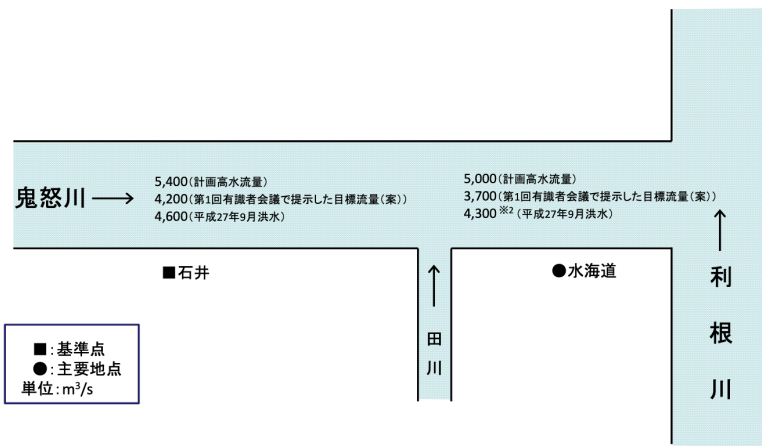 鬼怒川
5,400(計画高水流量)
4,200(第1回有識者会議で提示した目標流量(案))
4,600(平成27年9月洪水)
5,000(計画高水流量)
3,700(第1回有識者会議で提示した目標流量(案))
4,300※2(平成27年9月洪水)
■石井
●水海道
田川
利根川
■:基準点
●:主要地点
単位:m³/s